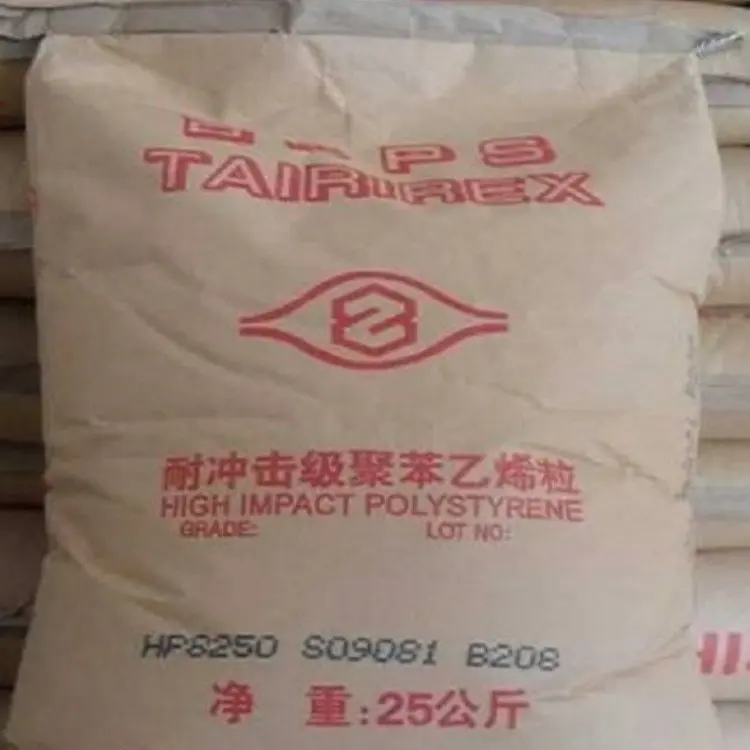 PS
TAIRIREX
耐冲击级聚苯乙烯粒
HIGH IMPACT POLYSTYRENE
GRADE: LOT NO:
HP8250 S09081 B208
净 重:25公斤
HI